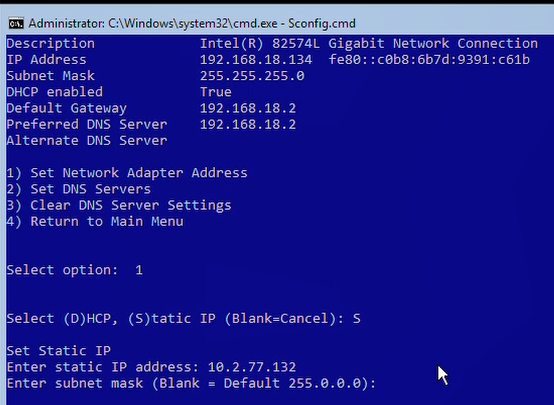 Administrator: C:\Windows\system32\cmd.exe - Sconfig.cmd
Description Intel(R) 82574L Gigabit Network Connection
IP Address 192.168.18.134 fe80::c0b8:6b7d:9391:c61b
Subnet Mask 255.255.255.0
DHCP enabled True
Default Gateway 192.168.18.2
Preferred DNS Server 192.168.18.2
Alternate DNS Server
1) Set Network Adapter Address
2) Set DNS Servers
3) Clear DNS Server Settings
4) Return to Main Menu
Select option: 1
Select (D)HCP, (S)tatic IP (Blank=Cancel): S
Set Static IP
Enter static IP address: 10.2.77.132
Enter subnet mask (Blank = Default 255.0.0.0):